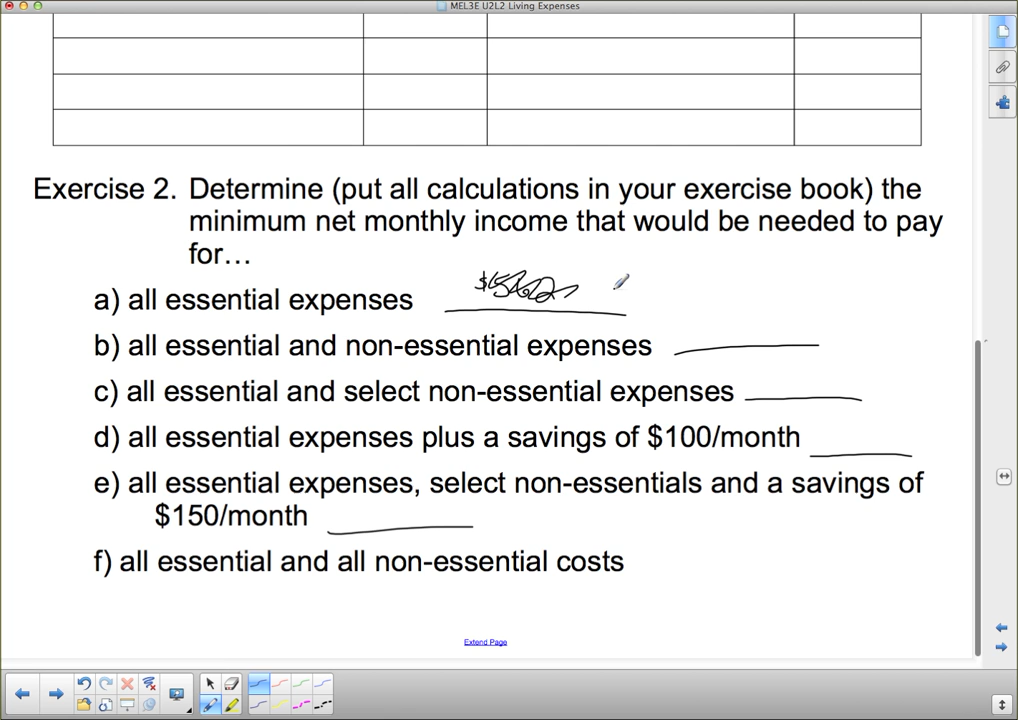 MEL3E U2L2 Living Expenses
Exercise 2. Determine (put all calculations in your exercise book) the
minimum net monthly income that would be needed to pay
for…
a) all essential expenses
b) all essential and non-essential expenses
c) all essential and select non-essential expenses
d) all essential expenses plus a savings of $100/month
e) all essential expenses, select non-essentials and a savings of
$150/month
f) all essential and all non-essential costs
Extend Page